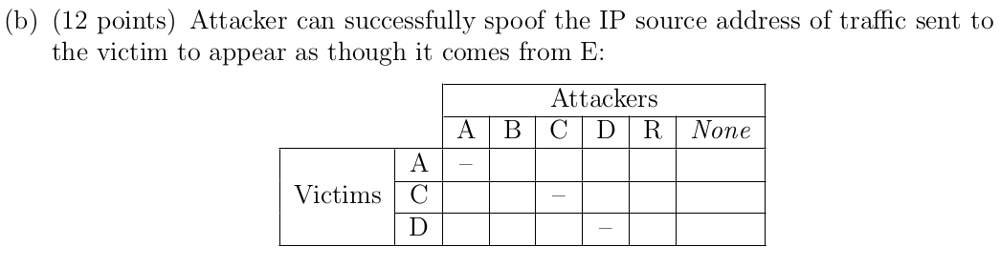 (b) (12 points) Attacker can successfully spoof the IP source address of traffic sent to
the victim to appear as though it comes from E:
Attackers
A B C D R None
Victims
A –
C –
D –